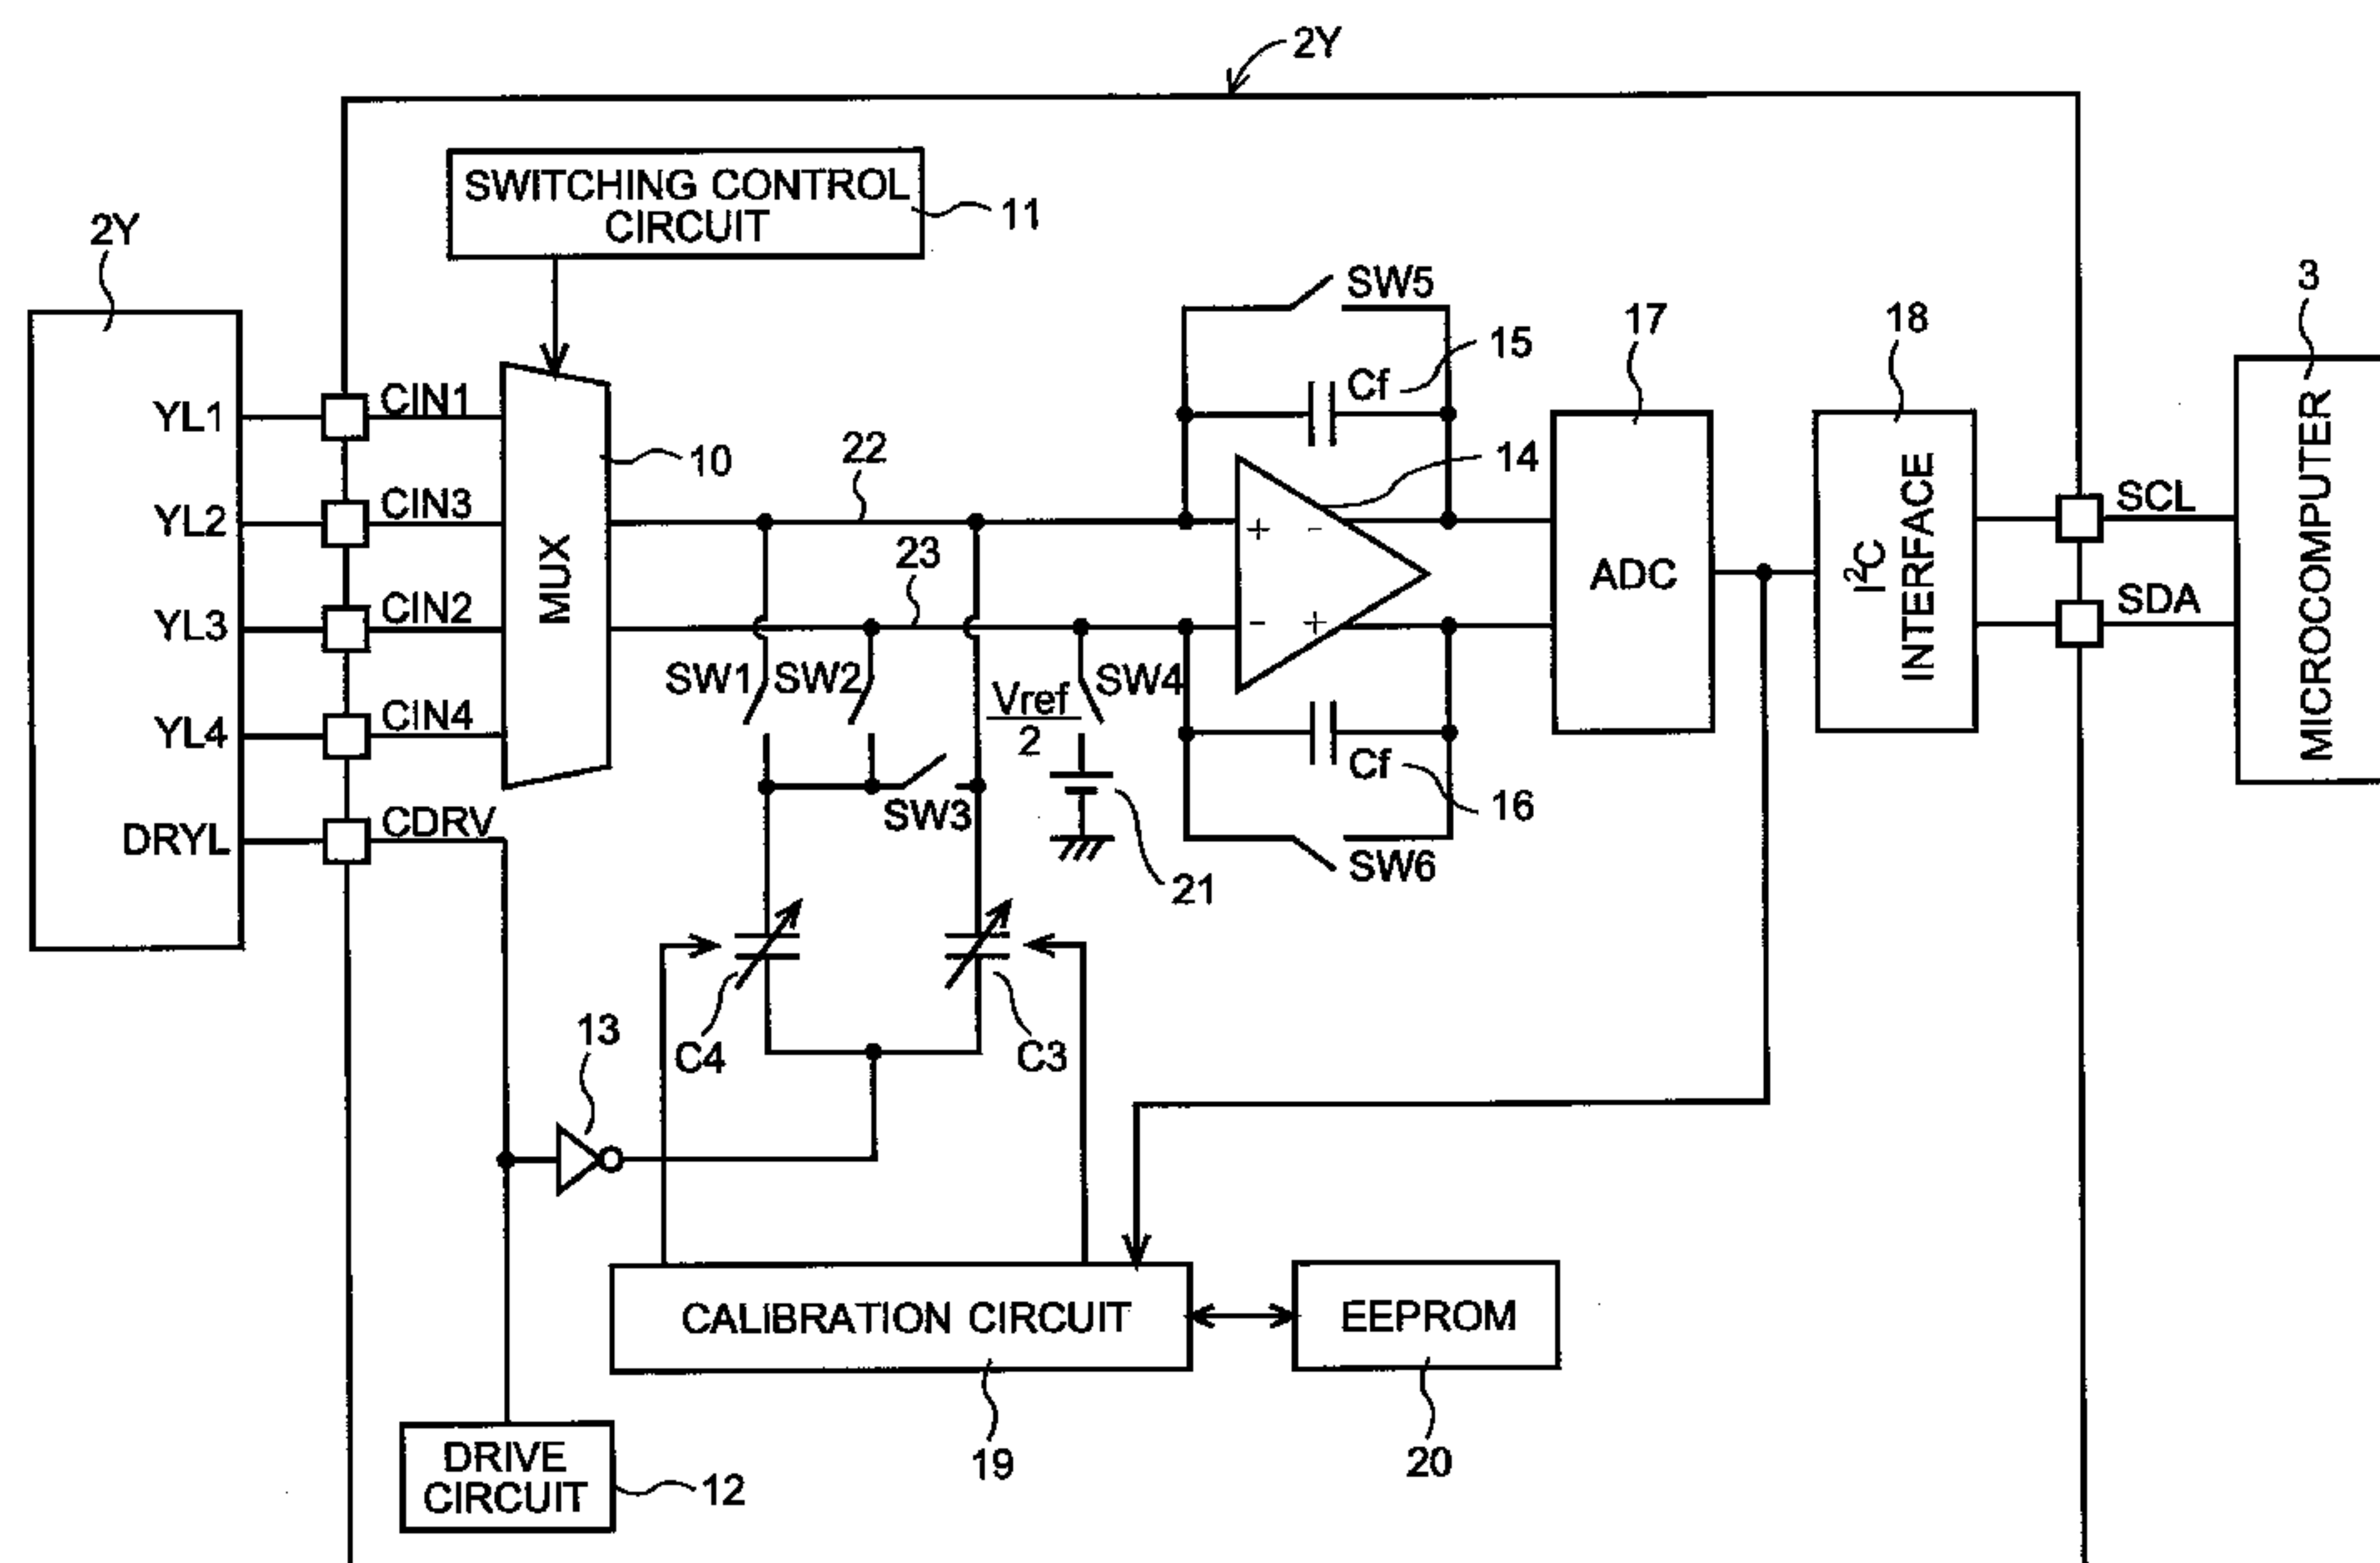 2Y
SWITCHING CONTROL
CIRCUIT
11
2Y
YL1
YL2
YL3
YL4
DRYL
CIN1
CIN3
CIN2
CIN4
CDRV
MUX
10
22
23
SW1
SW2
SW3
Vref
2
SW4
21
SW5
Cf
15
14
+
-
-
+
Cf
16
SW6
17
ADC
18
I²C
INTERFACE
SCL
SDA
3
MICROCOMPUTER
C4
C3
13
CALIBRATION CIRCUIT
19
EEPROM
20
DRIVE
CIRCUIT
12